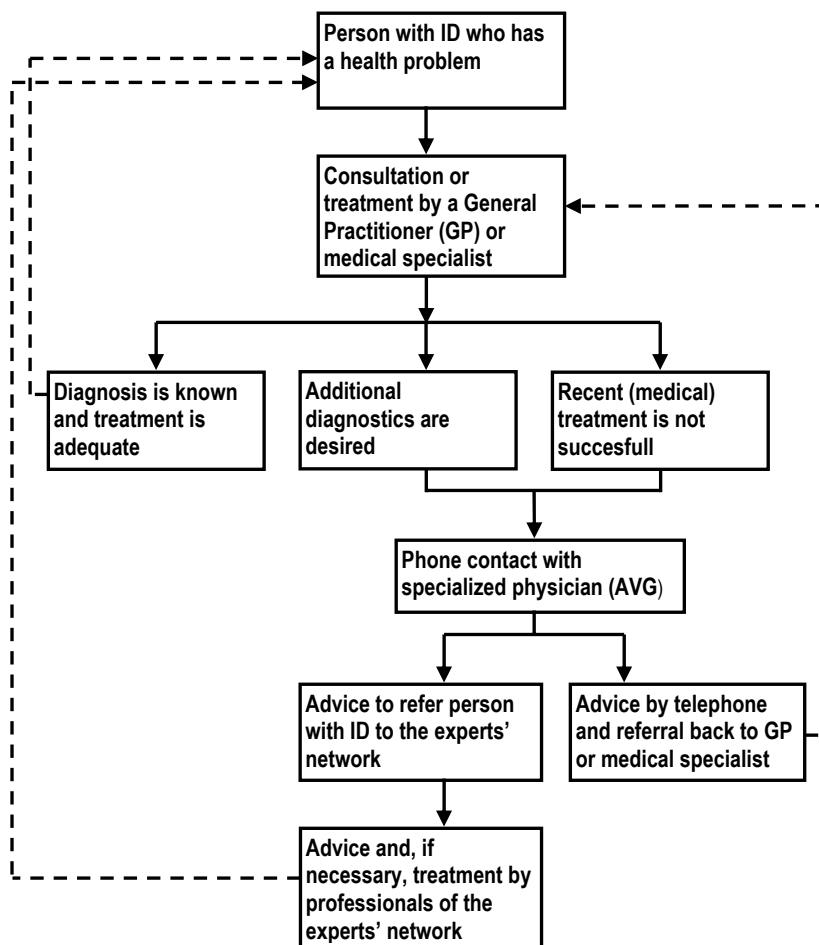 Person with ID who has
a health problem
Consultation or
treatment by a General
Practitioner (GP) or
medical specialist
Diagnosis is known
and treatment is
adequate
Additional
diagnostics are
desired
Recent (medical)
treatment is not
succesfull
Phone contact with
specialized physician (AVG)
Advice to refer person
with ID to the experts’
network
Advice by telephone
and referral back to GP
or medical specialist
Advice and, if
necessary, treatment by
professionals of the
experts’ network